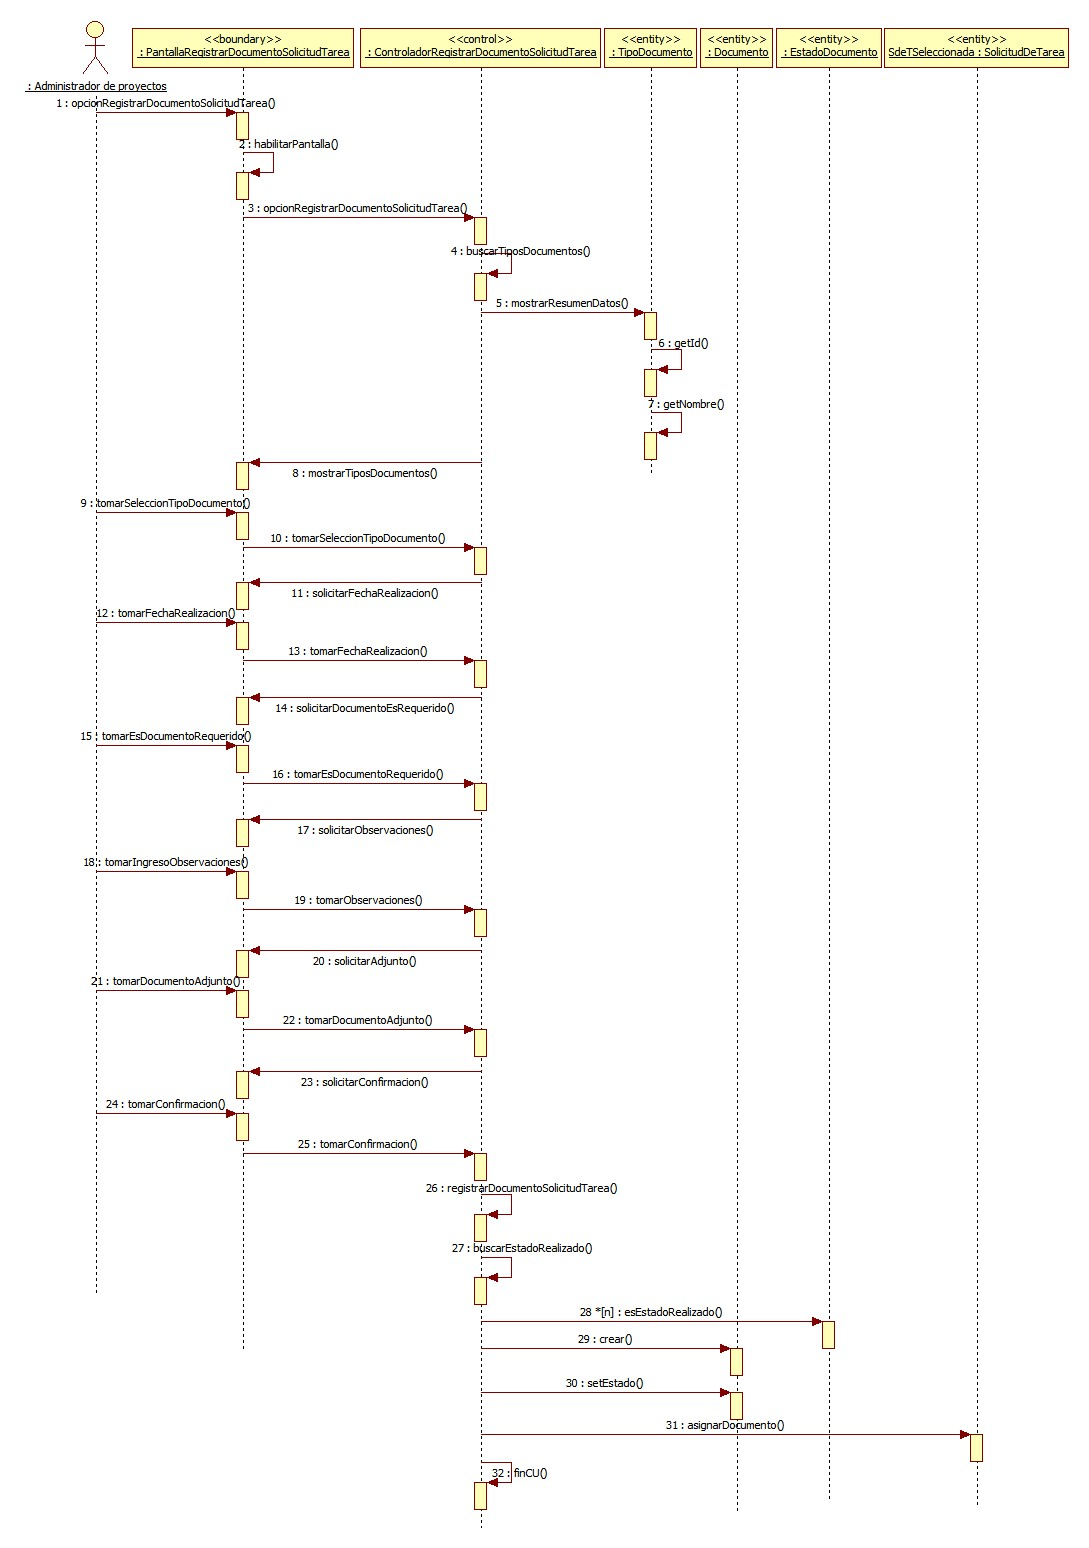 <<boundary>>
: PantallaRegistrarDocumentoSolicitudTarea
<<control>>
: ControladorRegistrarDocumentoSolicitudTarea
<<entity>>
: TipoDocumento
<<entity>>
: Documento
<<entity>>
: EstadoDocumento
<<entity>>
SdeTSeleccionada : SolicitudDeTarea
: Administrador de proyectos
1 : opcionRegistrarDocumentoSolicitudTarea()
2 : habilitarPantalla()
3 : opcionRegistrarDocumentoSolicitudTarea()
4 : buscarTiposDocumentos()
5 : mostrarResumenDatos()
6 : getId()
7 : getNombre()
8 : mostrarTiposDocumentos()
9 : tomarSeleccionTipoDocumento()
10 : tomarSeleccionTipoDocumento()
11 : solicitarFechaRealizacion()
12 : tomarFechaRealizacion()
13 : tomarFechaRealizacion()
14 : solicitarDocumentoEsRequerido()
15 : tomarEsDocumentoRequerido()
16 : tomarEsDocumentoRequerido()
17 : solicitarObservaciones()
18 : tomarIngresoObservaciones()
19 : tomarObservaciones()
20 : solicitarAdjunto()
21 : tomarDocumentoAdjunto()
22 : tomarDocumentoAdjunto()
23 : solicitarConfirmacion()
24 : tomarConfirmacion()
25 : tomarConfirmacion()
26 : registrarDocumentoSolicitudTarea()
27 : buscarEstadoRealizado()
28 *[n] : esEstadoRealizado()
29 : crear()
30 : setEstado()
31 : asignarDocumento()
32 : finCU()